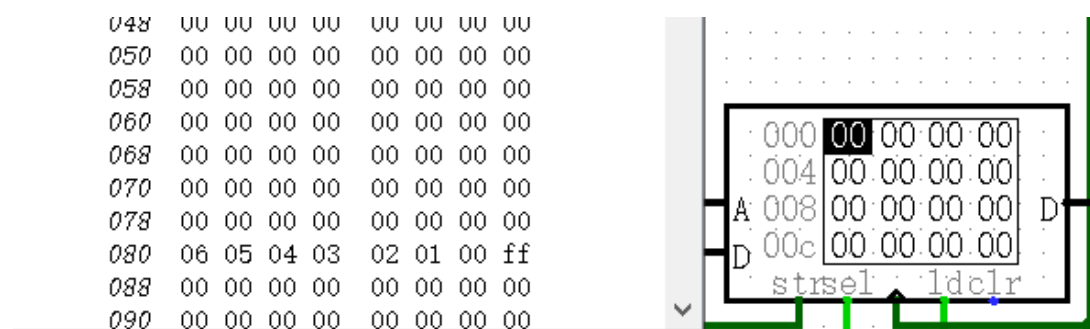 048 00 00 00 00 00 00 00 00
050 00 00 00 00 00 00 00 00
058 00 00 00 00 00 00 00 00
060 00 00 00 00 00 00 00 00
068 00 00 00 00 00 00 00 00
070 00 00 00 00 00 00 00 00
078 00 00 00 00 00 00 00 00
080 06 05 04 03 02 01 00 ff
088 00 00 00 00 00 00 00 00
090 00 00 00 00 00 00 00 00
000 00 00 00 00
004 00 00 00 00
A 008 00 00 00 00 D
D 00c 00 00 00 00
str sel ld clr